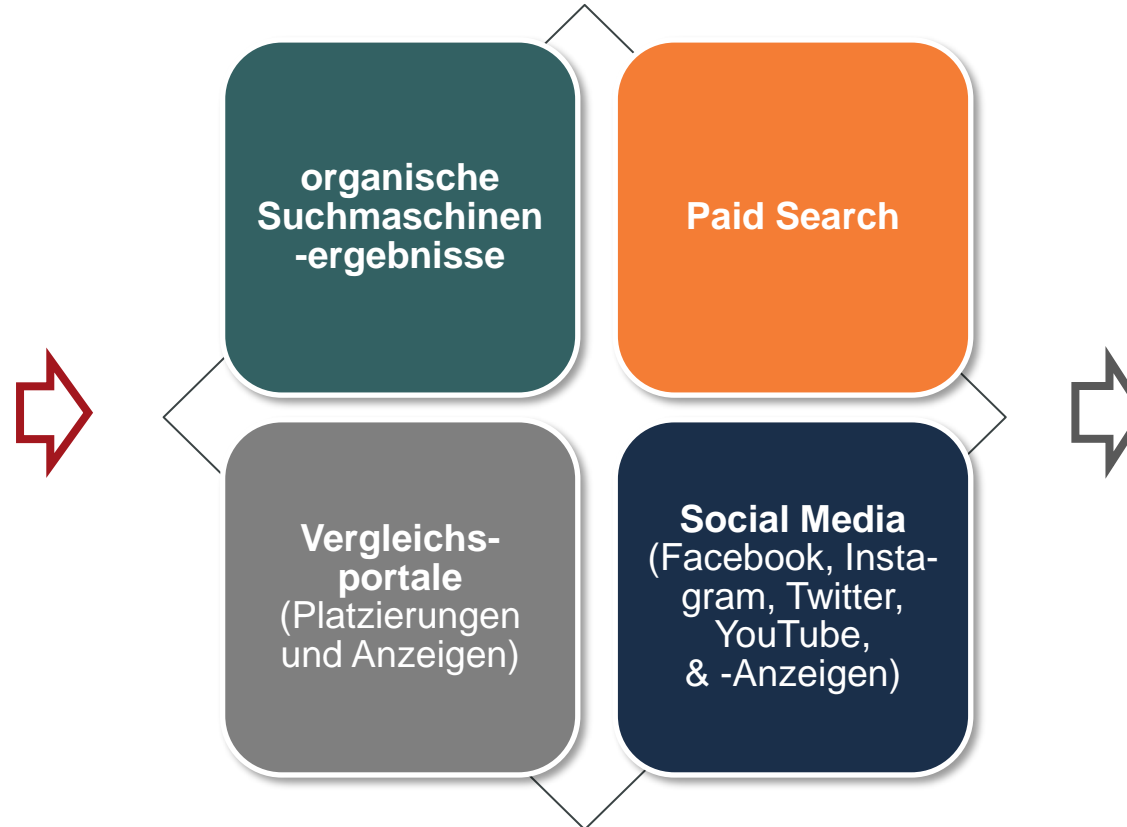 organische
Suchmaschinen
-ergebnisse
Paid Search
Vergleichs-
portale
(Platzierungen
und Anzeigen)
Social Media
(Facebook, Insta-
gram, Twitter,
YouTube,
& -Anzeigen)